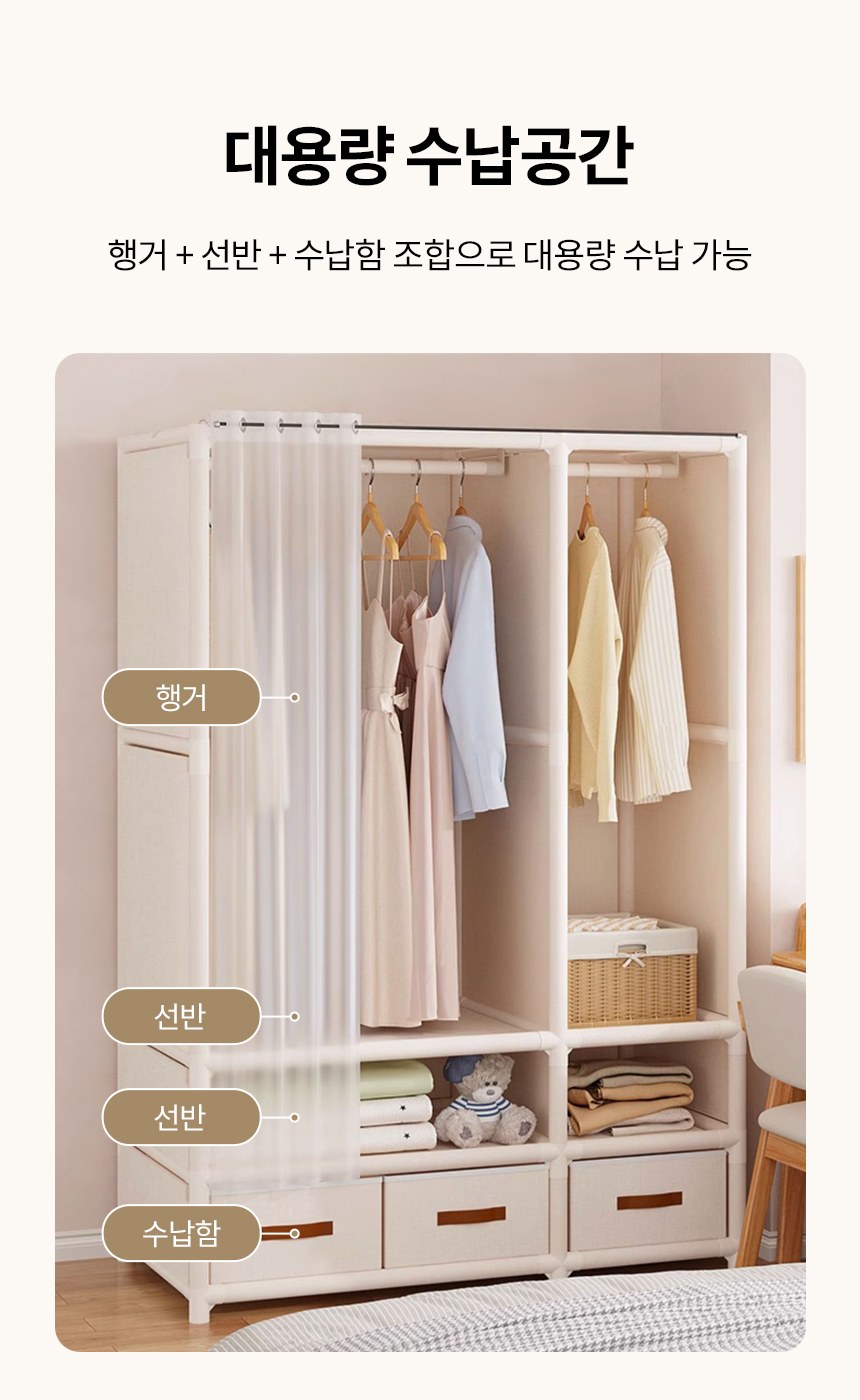 대용량 수납공간
행거 + 선반 + 수납함 조합으로 대용량 수납 가능
행거
선반
선반
수납함